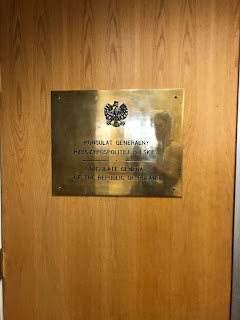 KONSULAT GENERALNY
RZECZYPOSPOLITEJ POLSKIEJ
CONSULATE GENERAL
OF THE REPUBLIC OF POLAND